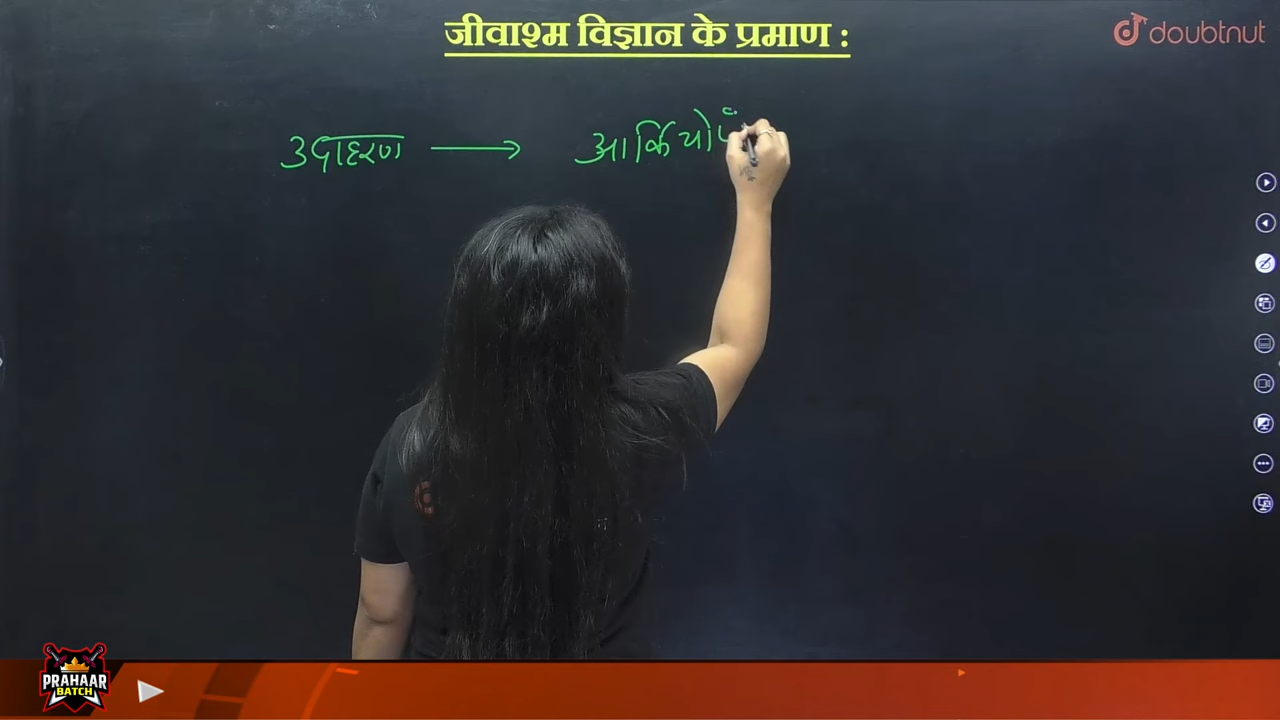 जीवाश्म विज्ञान के प्रमाण :
doubtnut
उदाहरण → आर्कियोपै
PRAHAAR
BATCH